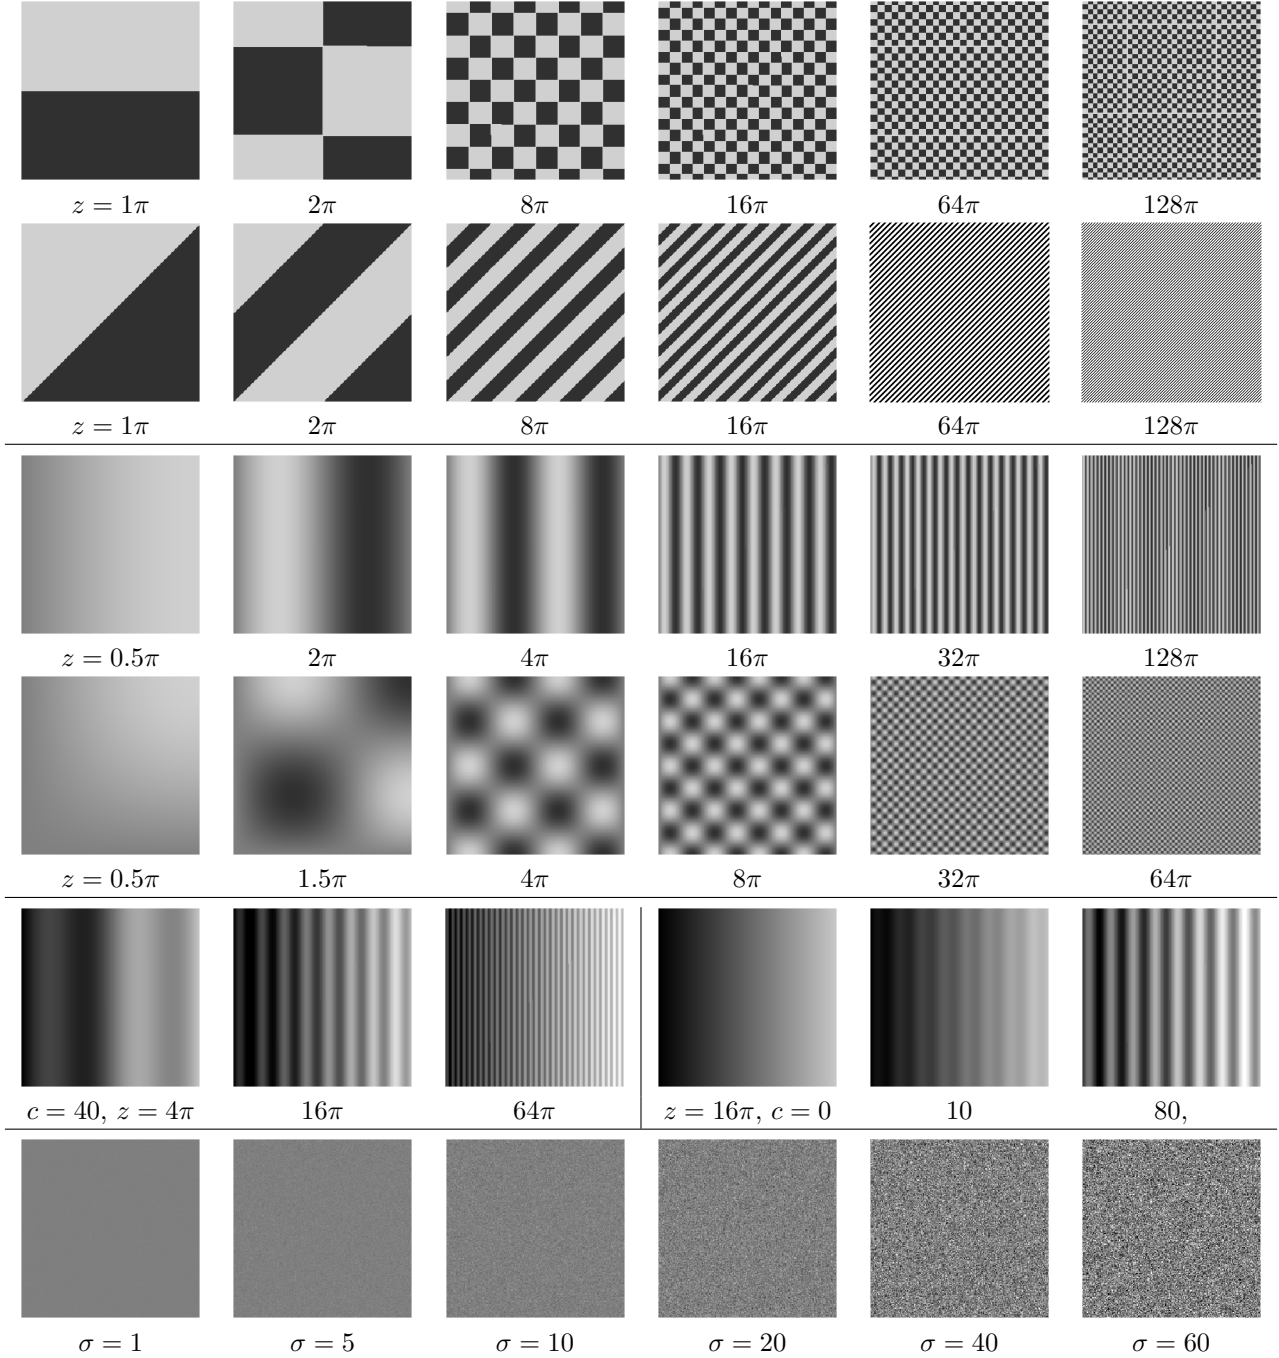 z = 1π 2π 8π 16π 64π 128π
z = 1π 2π 8π 16π 64π 128π
z = 0.5π 2π 4π 16π 32π 128π
z = 0.5π 1.5π 4π 8π 32π 64π
c = 40, z = 4π 16π 64π z = 16π, c = 0 10 80,
σ = 1 σ = 5 σ = 10 σ = 20 σ = 40 σ = 60